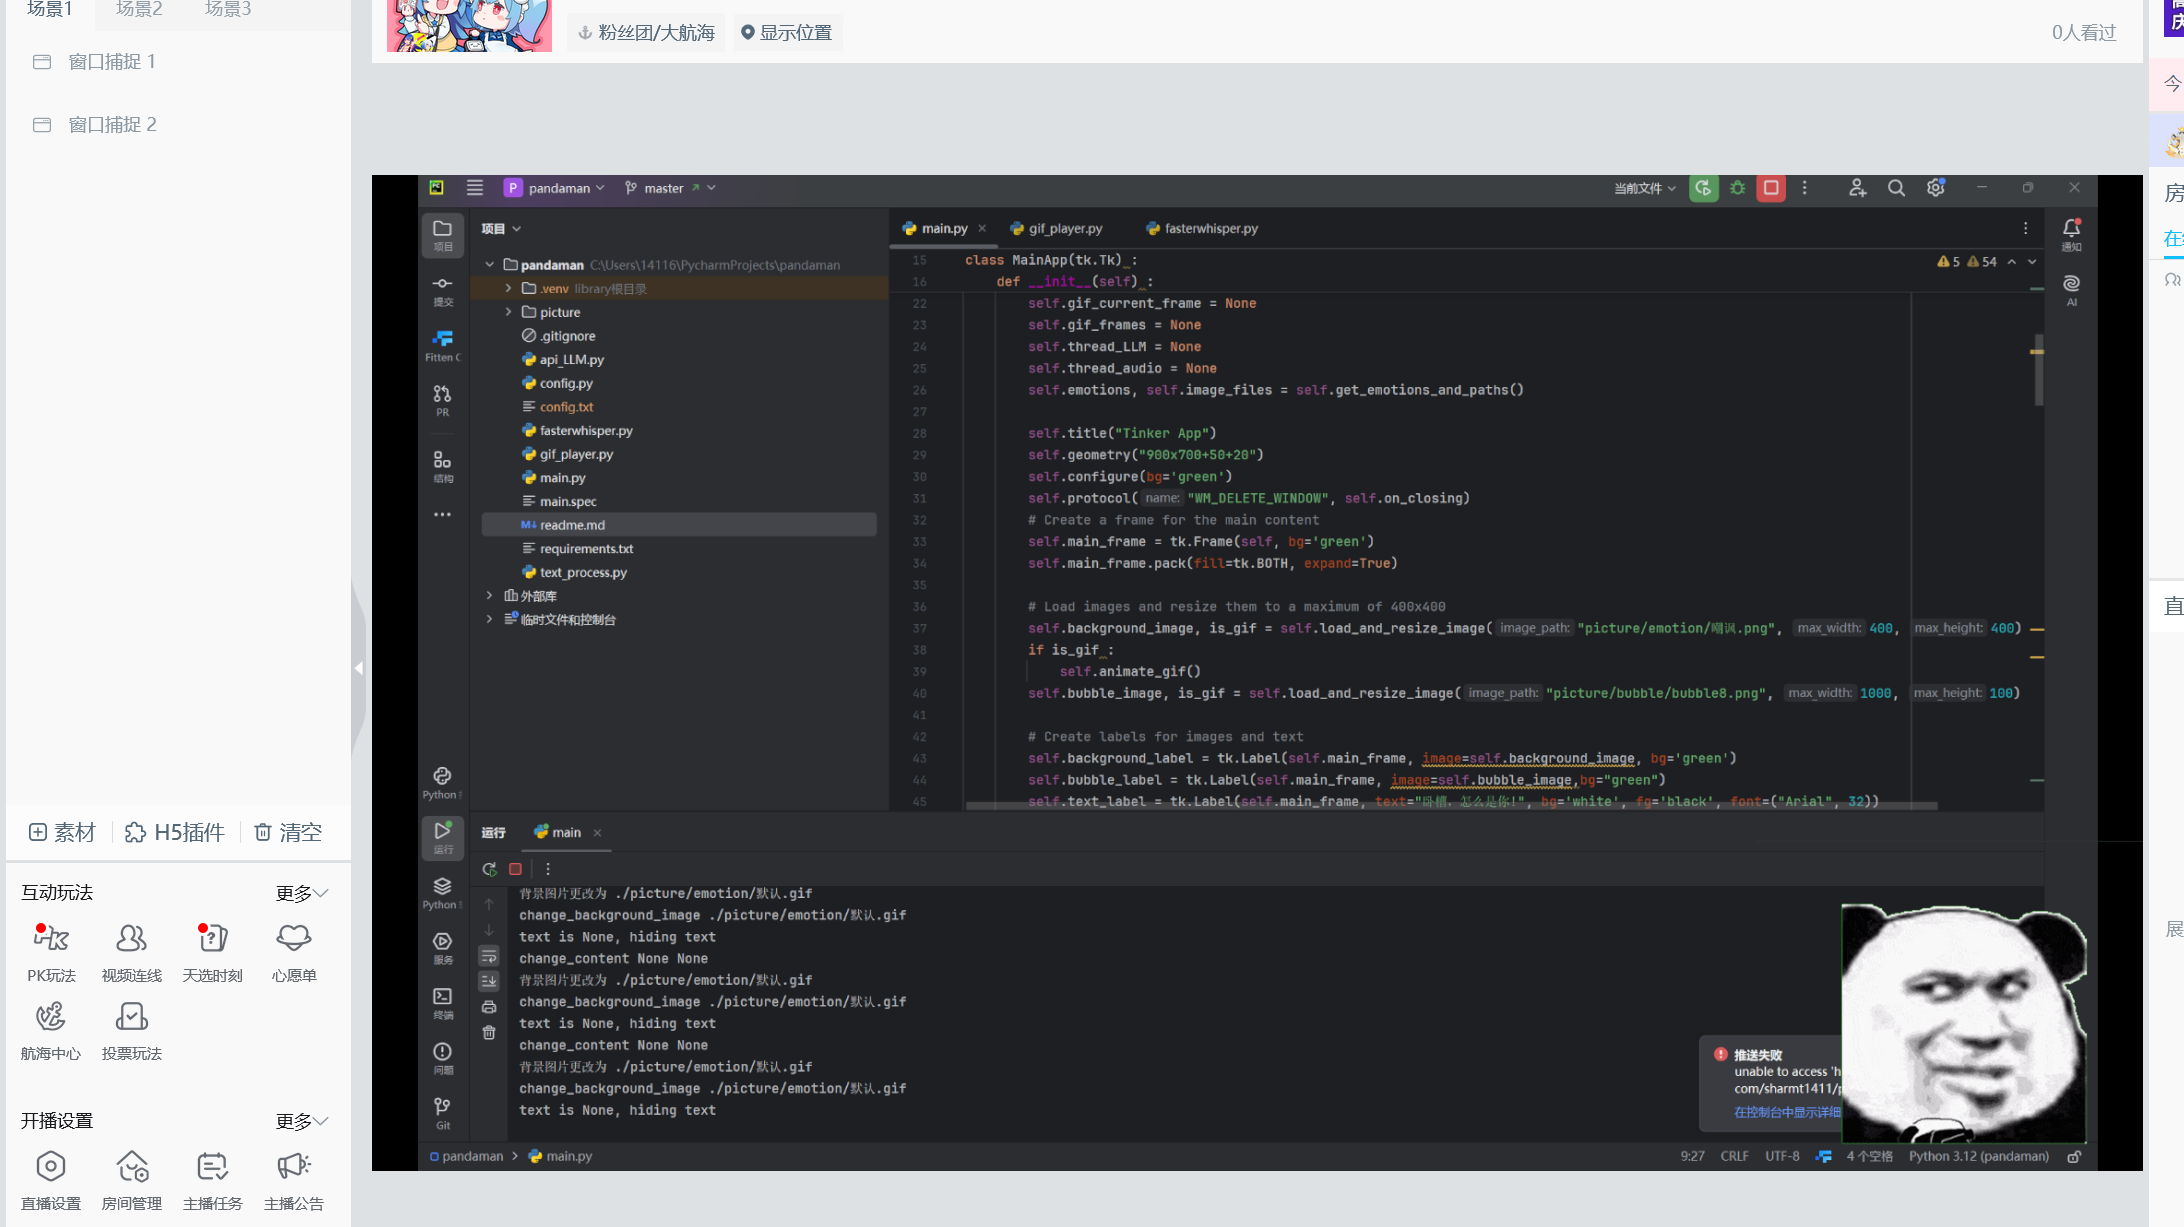 场景1
场景2
场景3
窗口捕捉 1
窗口捕捉 2
素材
H5插件
清空
互动玩法
更多
PK玩法
视频连线
天选时刻
心愿单
航海中心
投票玩法
开播设置
更多
直播设置
房间管理
主播任务
主播公告
粉丝团/大航海
显示位置
0人看过
P pandaman
master
当前文件
项目
提交
Fitten C
PR
结构
项目
pandaman C:\Users\14116\PycharmProjects\pandaman
.venv library根目录
picture
.gitignore
api_LLM.py
config.py
config.txt
fasterwhisper.py
gif_player.py
main.py
main.spec
readme.md
requirements.txt
text_process.py
外部库
临时文件和控制台
main.py
gif_player.py
fasterwhisper.py
5
54
通知
AI
15 class MainApp(tk.Tk) :
16 def __init__(self) :
22 self.gif_current_frame = None
23 self.gif_frames = None
24 self.thread_LLM = None
25 self.thread_audio = None
26 self.emotions, self.image_files = self.get_emotions_and_paths()
27
28 self.title("Tinker App")
29 self.geometry("900x700+50+20")
30 self.configure(bg='green')
31 self.protocol( name: "WM_DELETE_WINDOW", self.on_closing)
32 # Create a frame for the main content
33 self.main_frame = tk.Frame(self, bg='green')
34 self.main_frame.pack(fill=tk.BOTH, expand=True)
35
36 # Load images and resize them to a maximum of 400x400
37 self.background_image, is_gif = self.load_and_resize_image( image_path: "picture/emotion/嘲讽.png", max_width: 400, max_height: 400)
38 if is_gif :
39 self.animate_gif()
40 self.bubble_image, is_gif = self.load_and_resize_image( image_path: "picture/bubble/bubble8.png", max_width: 1000, max_height: 100)
41
42 # Create labels for images and text
43 self.background_label = tk.Label(self.main_frame, image=self.background_image, bg='green')
44 self.bubble_label = tk.Label(self.main_frame, image=self.bubble_image,bg="green")
45 self.text_label = tk.Label(self.main_frame, text="卧槽，怎么是你!", bg='white', fg='black', font=("Arial", 32))
Python
运行
Python
服务
终端
问题
Git
运行
main
背景图片更改为 ./picture/emotion/默认.gif
change_background_image ./picture/emotion/默认.gif
text is None, hiding text
change_content None None
背景图片更改为 ./picture/emotion/默认.gif
change_background_image ./picture/emotion/默认.gif
text is None, hiding text
change_content None None
背景图片更改为 ./picture/emotion/默认.gif
change_background_image ./picture/emotion/默认.gif
text is None, hiding text
推送失败
unable to access 'h
com/sharmt1411/p
在控制台中显示详细
pandaman
main.py
9:27
CRLF
UTF-8
4 个空格
Python 3.12 (pandaman)
今
房
在
直
展